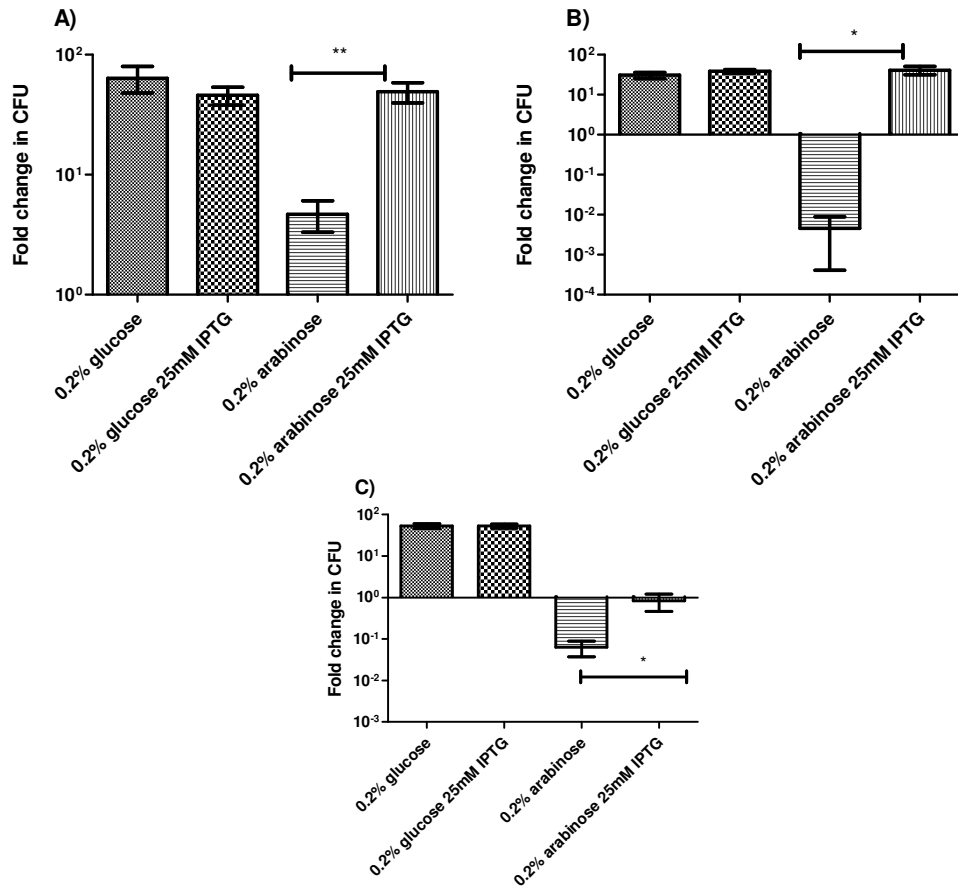 A)
**
Fold change in CFU
10²
10¹
10⁰
0.2% glucose
0.2% glucose 25mM IPTG
0.2% arabinose
0.2% arabinose 25mM IPTG
B)
*
Fold change in CFU
10²
10¹
10⁰
10⁻¹
10⁻²
10⁻³
10⁻⁴
0.2% glucose
0.2% glucose 25mM IPTG
0.2% arabinose
0.2% arabinose 25mM IPTG
C)
Fold change in CFU
10²
10¹
10⁰
10⁻¹
10⁻²
10⁻³
*
0.2% glucose
0.2% glucose 25mM IPTG
0.2% arabinose
0.2% arabinose 25mM IPTG